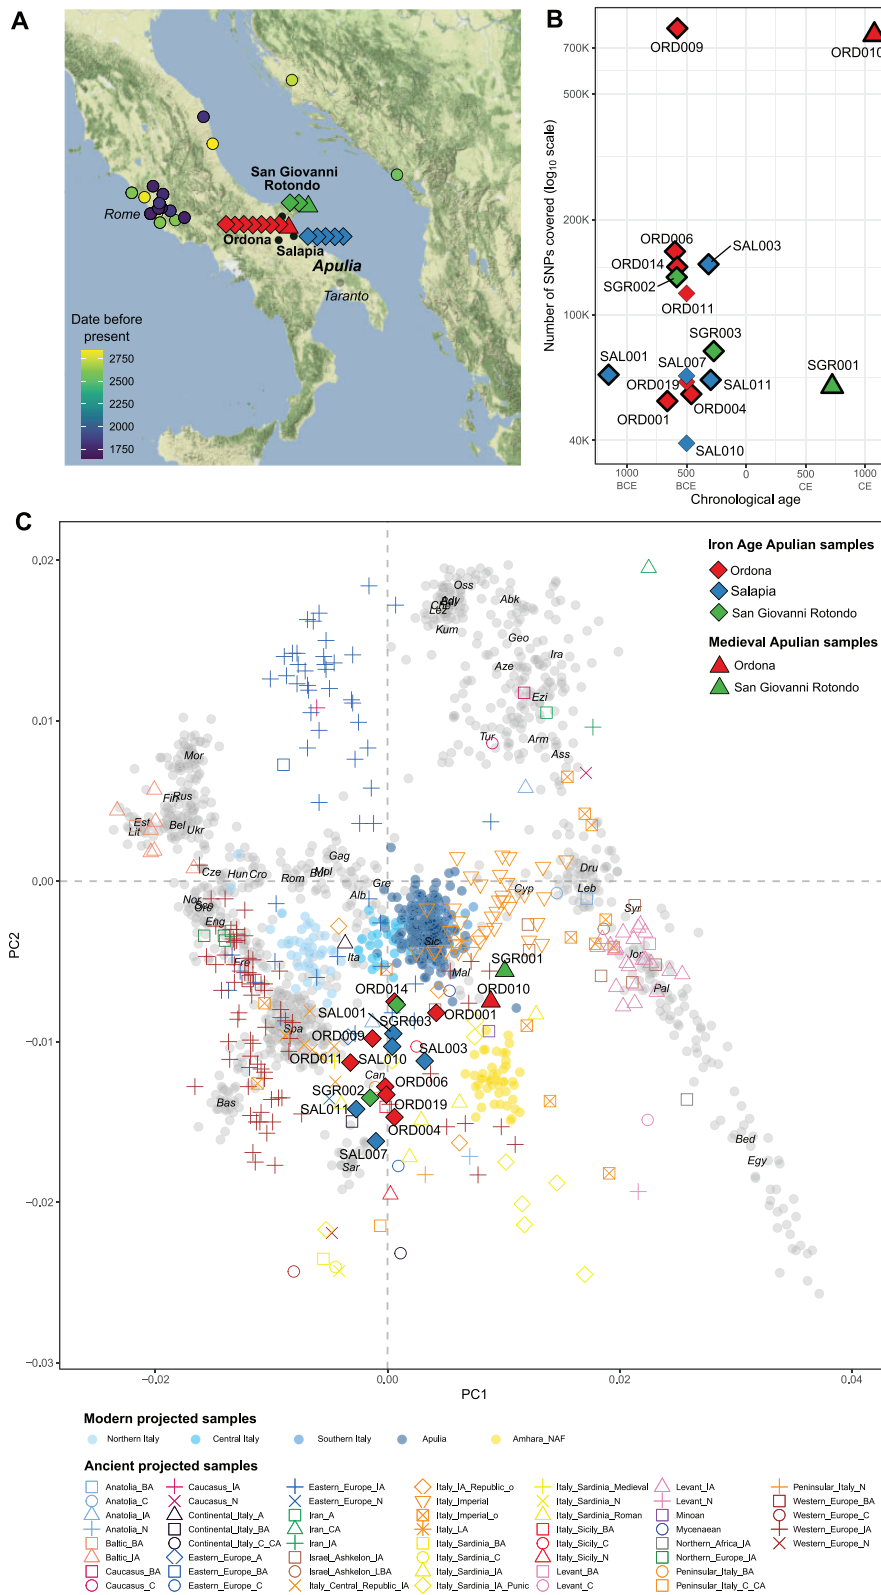 A
San Giovanni
Rotondo
Rome
Ordona
Salapia
Apulia
Taranto
Date before
present
2750
2500
2250
2000
1750
B
Number of SNPs covered (log10 scale)
700K
500K
200K
100K
40K
ORD009
ORD010
ORD006
SAL003
ORD014
SGR002
ORD011
SGR003
SAL001
SAL007
SGR001
ORD019
SAL011
ORD001
ORD004
SAL010
1000 BCE
500 BCE
0
500 CE
1000 CE
Chronological age
C
Iron Age Apulian samples
Ordona
Salapia
San Giovanni Rotondo
Medieval Apulian samples
Ordona
San Giovanni Rotondo
PC2
0.02
0.01
0.00
−0.01
−0.02
−0.03
Oss
Abk
Lez
Kum
Geo
Aze
Ira
Ezi
Tur
Arm
Ass
Mor
Fin
Rus
Est
Lit
Bel
Ukr
Cze
Hun
Cro
Rom
Gag
Alb
Gre
Cyp
Dru
Leb
Nor
Eng
Syr
Fre
Ita
Sic
Mal
Jor
Pal
SGR001
ORD014
ORD010
SAL001
ORD001
SGR003
Spa
ORD009
SAL003
ORD011
SAL010
Can
ORD006
SGR002
Bas
ORD019
SAL011
ORD004
SAL007
Sar
Bed
Egy
−0.02
0.00
0.02
0.04
PC1
Modern projected samples
Northern Italy
Central Italy
Southern Italy
Apulia
Amhara_NAF
Ancient projected samples
Anatolia_BA
Anatolia_C
Anatolia_IA
Anatolia_N
Baltic_BA
Baltic_IA
Caucasus_BA
Caucasus_C
Caucasus_IA
Caucasus_N
Continental_Italy_A
Continental_Italy_BA
Continental_Italy_C_CA
Eastern_Europe_A
Eastern_Europe_BA
Eastern_Europe_C
Eastern_Europe_IA
Eastern_Europe_N
Iran_A
Iran_CA
Iran_IA
Israel_Ashkelon_IA
Israel_Ashkelon_LBA
Italy_Central_Republic_IA
Italy_IA_Republic_o
Italy_Imperial
Italy_Imperial_o
Italy_LA
Italy_Sardinia_BA
Italy_Sardinia_C
Italy_Sardinia_IA
Italy_Sardinia_IA_Punic
Italy_Sardinia_Medieval
Italy_Sardinia_N
Italy_Sardinia_Roman
Italy_Sicily_BA
Italy_Sicily_C
Italy_Sicily_N
Levant_BA
Levant_C
Levant_IA
Levant_N
Minoan
Mycenaean
Northern_Africa_IA
Northern_Europe_IA
Peninsular_Italy_BA
Peninsular_Italy_C_CA
Peninsular_Italy_N
Western_Europe_BA
Western_Europe_C
Western_Europe_IA
Western_Europe_N